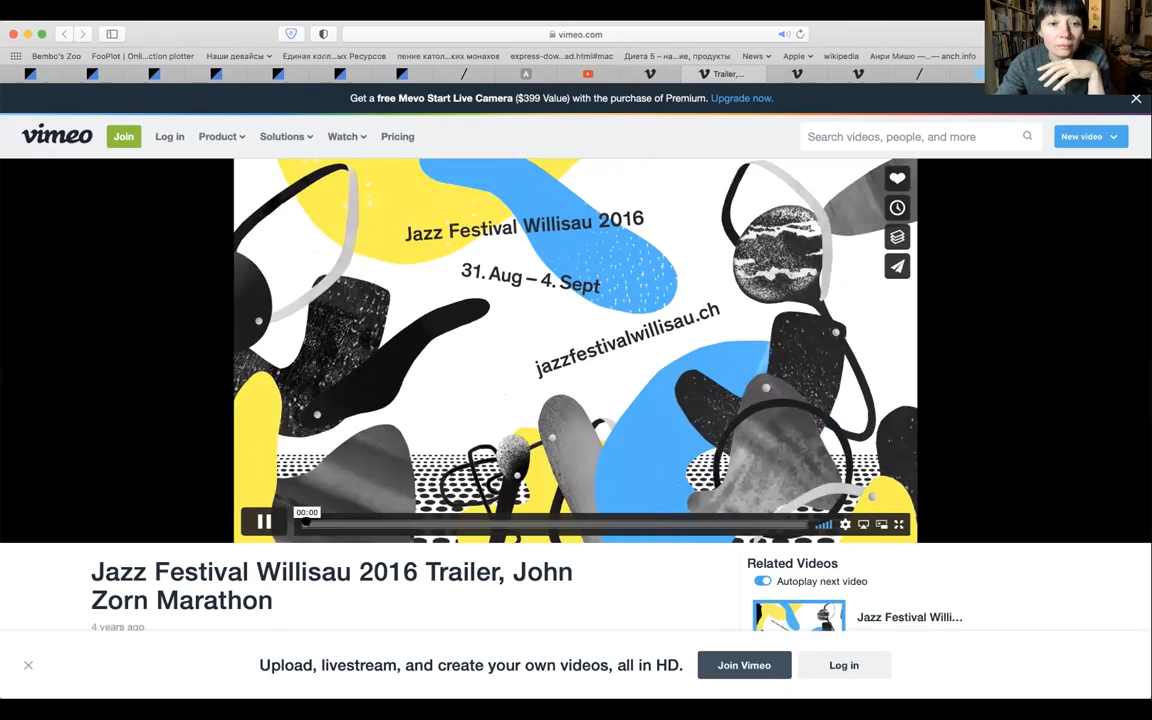 vimeo.com
Bembo's Zoo
FooPlot | Onli...ction plotter
Наши девайсы
Единая колл...ых Ресурсов
пение катол...ких монахов
express-dow...ad.html#mac
Диета 5 – на...ие, продукты
News
Apple
wikipedia
Анри Мишо —...— anch.info
Trailer,...
Get a free Mevo Start Live Camera ($399 Value) with the purchase of Premium. Upgrade now.
vimeo
Join
Log in
Product
Solutions
Watch
Pricing
Search videos, people, and more
New video
Jazz Festival Willisau 2016
31. Aug – 4. Sept
jazzfestivalwillisau.ch
00:00
Jazz Festival Willisau 2016 Trailer, John
Zorn Marathon
4 years ago
Related Videos
Autoplay next video
Jazz Festival Willi...
Upload, livestream, and create your own videos, all in HD.
Join Vimeo
Log in